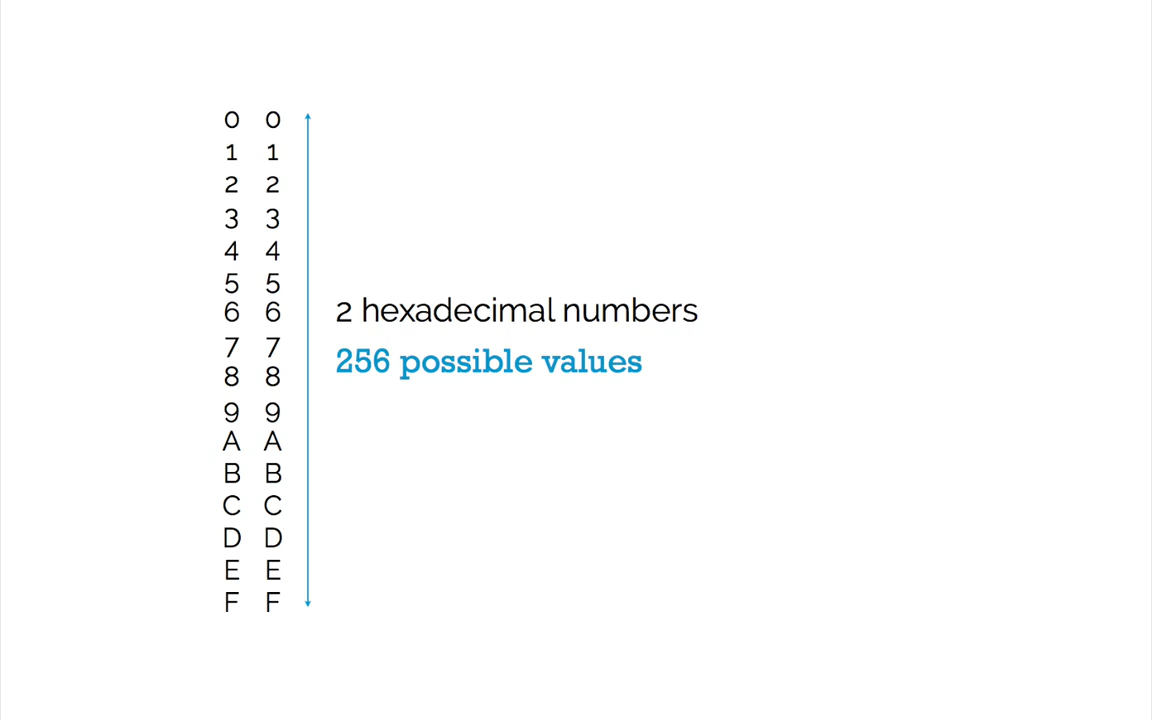 0 0
1 1
2 2
3 3
4 4
5 5
6 6
7 7
8 8
9 9
A A
B B
C C
D D
E E
F F
2 hexadecimal numbers
256 possible values